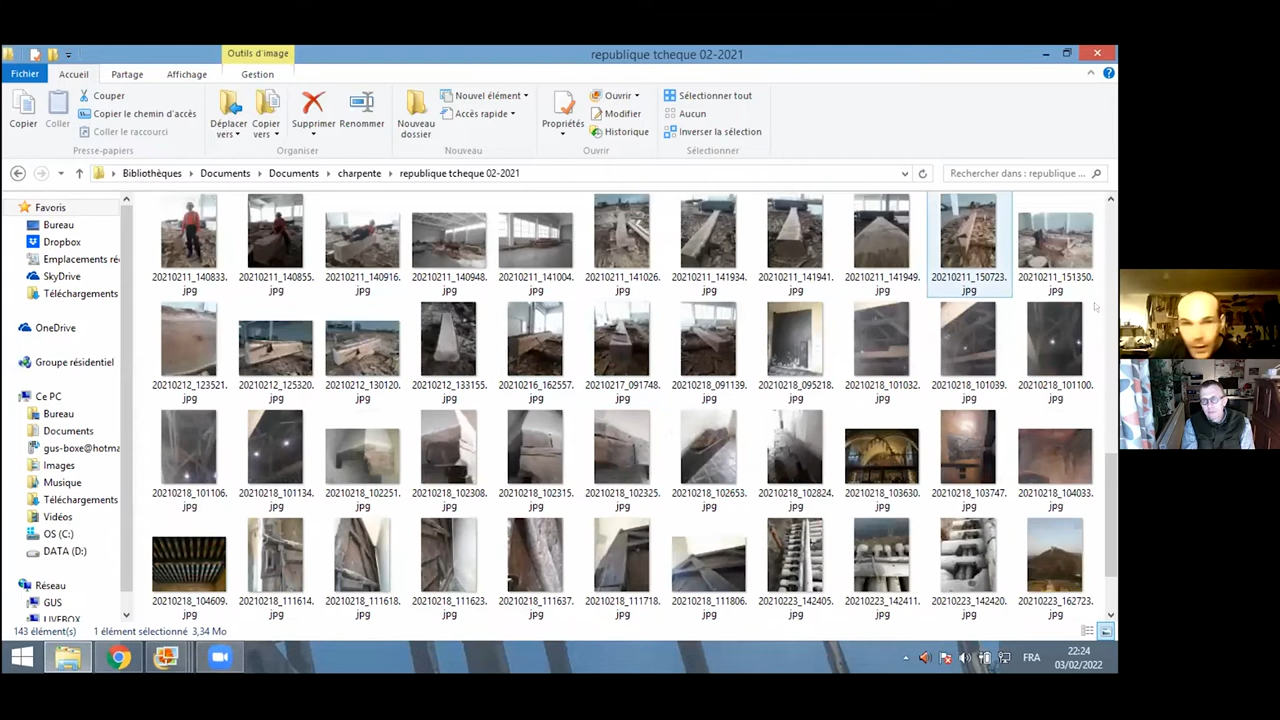 Outils d'image
republique tcheque 02-2021
Fichier
Accueil
Partage
Affichage
Gestion
Copier
Coller
Couper
Copier le chemin d'accès
Coller le raccourci
Presse-papiers
Déplacer vers
Copier vers
Supprimer
Renommer
Organiser
Nouveau dossier
Nouvel élément
Accès rapide
Nouveau
Propriétés
Ouvrir
Modifier
Historique
Ouvrir
Sélectionner tout
Aucun
Inverser la sélection
Sélectionner
Bibliothèques Documents Documents charpente republique tcheque 02-2021
Rechercher dans : republique ...
Favoris
Bureau
Dropbox
Emplacements ré
SkyDrive
Téléchargements
OneDrive
Groupe résidentiel
Ce PC
Bureau
Documents
gus-boxe@hotma
Images
Musique
Téléchargements
Vidéos
OS (C:)
DATA (D:)
Réseau
GUS
LIVEBOX
20210211_140833.jpg
20210211_140855.jpg
20210211_140916.jpg
20210211_140948.jpg
20210211_141004.jpg
20210211_141026.jpg
20210211_141934.jpg
20210211_141941.jpg
20210211_141949.jpg
20210211_150723.jpg
20210211_151350.jpg
20210212_123521.jpg
20210212_125320.jpg
20210212_130120.jpg
20210212_133155.jpg
20210216_162557.jpg
20210217_091748.jpg
20210218_091139.jpg
20210218_095218.jpg
20210218_101032.jpg
20210218_101039.jpg
20210218_101100.jpg
20210218_101106.jpg
20210218_101134.jpg
20210218_102251.jpg
20210218_102308.jpg
20210218_102315.jpg
20210218_102325.jpg
20210218_102653.jpg
20210218_102824.jpg
20210218_103630.jpg
20210218_103747.jpg
20210218_104033.jpg
20210218_104609.jpg
20210218_111614.jpg
20210218_111618.jpg
20210218_111623.jpg
20210218_111637.jpg
20210218_111718.jpg
20210218_111806.jpg
20210223_142405.jpg
20210223_142411.jpg
20210223_142420.jpg
20210223_162723.jpg
143 élément(s) 1 élément sélectionné 3,34 Mo
FRA
22:24
03/02/2022